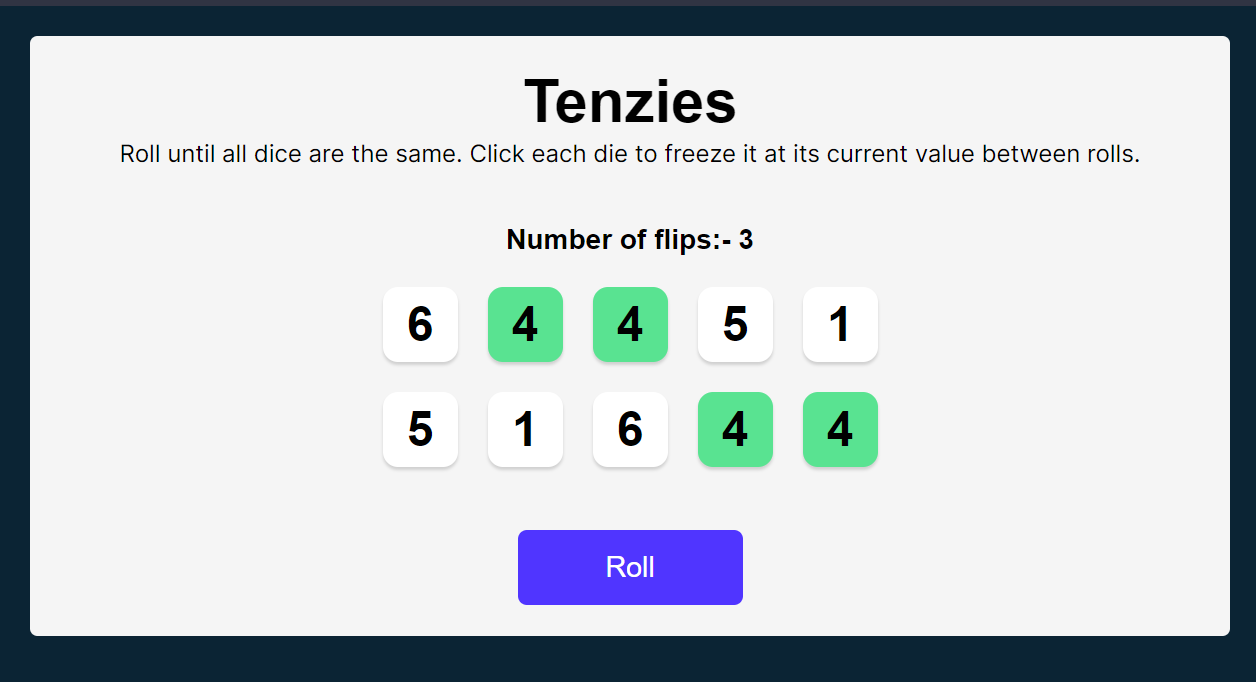 Tenzies
Roll until all dice are the same. Click each die to freeze it at its current value between rolls.
Number of flips:- 3
6 4 4 5 1
5 1 6 4 4
Roll